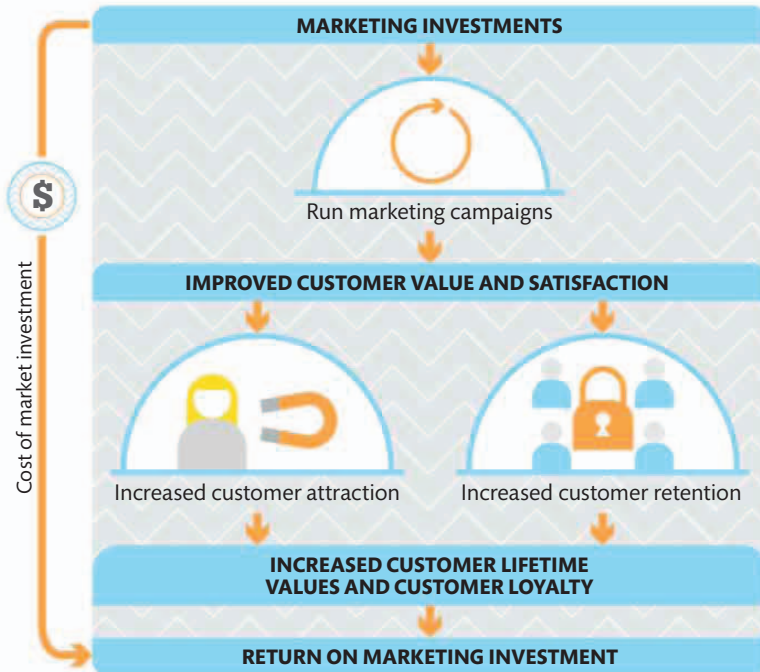 MARKETING INVESTMENTS
Run marketing campaigns
$
Cost of market investment
IMPROVED CUSTOMER VALUE AND SATISFACTION
Increased customer attraction
Increased customer retention
INCREASED CUSTOMER LIFETIME
VALUES AND CUSTOMER LOYALTY
RETURN ON MARKETING INVESTMENT